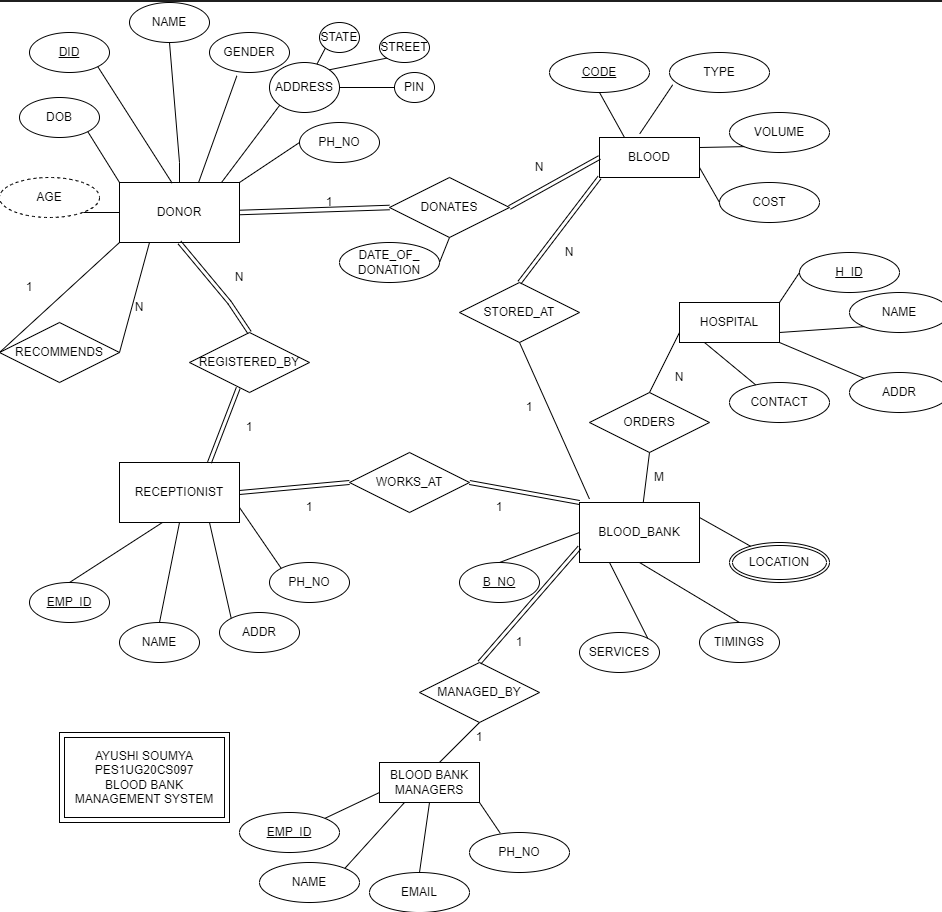 NAME
STATE
DID
GENDER
STREET
ADDRESS
PIN
CODE
TYPE
DOB
PH_NO
VOLUME
BLOOD
N
AGE
DONOR
1
DONATES
COST
DATE_OF_
DONATION
N
H_ID
N
1
N
STORED_AT
NAME
HOSPITAL
RECOMMENDS
REGISTERED_BY
N
ADDR
CONTACT
1
1
ORDERS
M
RECEPTIONIST
WORKS_AT
1
1
BLOOD_BANK
LOCATION
B_NO
PH_NO
EMP_ID
ADDR
NAME
1
SERVICES
TIMINGS
MANAGED_BY
1
AYUSHI SOUMYA
PES1UG20CS097
BLOOD BANK
MANAGEMENT SYSTEM
BLOOD BANK
MANAGERS
EMP_ID
PH_NO
NAME
EMAIL